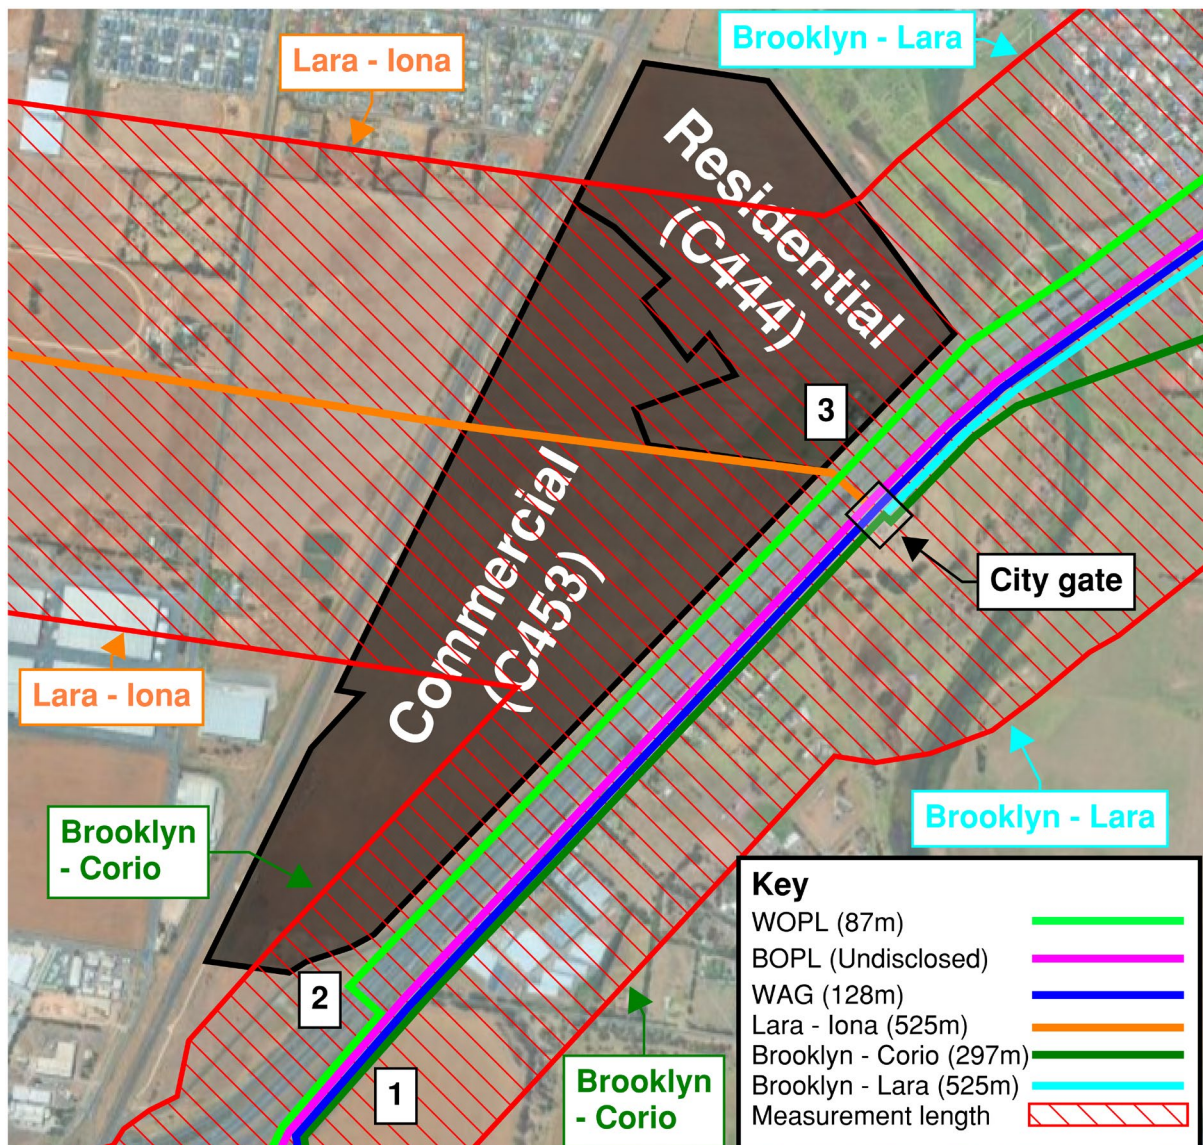 Brooklyn - Lara
Lara - Iona
Residential
(C444)
3
Commercial
(C453)
City gate
Lara - Iona
Brooklyn - Lara
Brooklyn
- Corio
2
1
Brooklyn
- Corio
Key
WOPL (87m)
BOPL (Undisclosed)
WAG (128m)
Lara - Iona (525m)
Brooklyn - Corio (297m)
Brooklyn - Lara (525m)
Measurement length